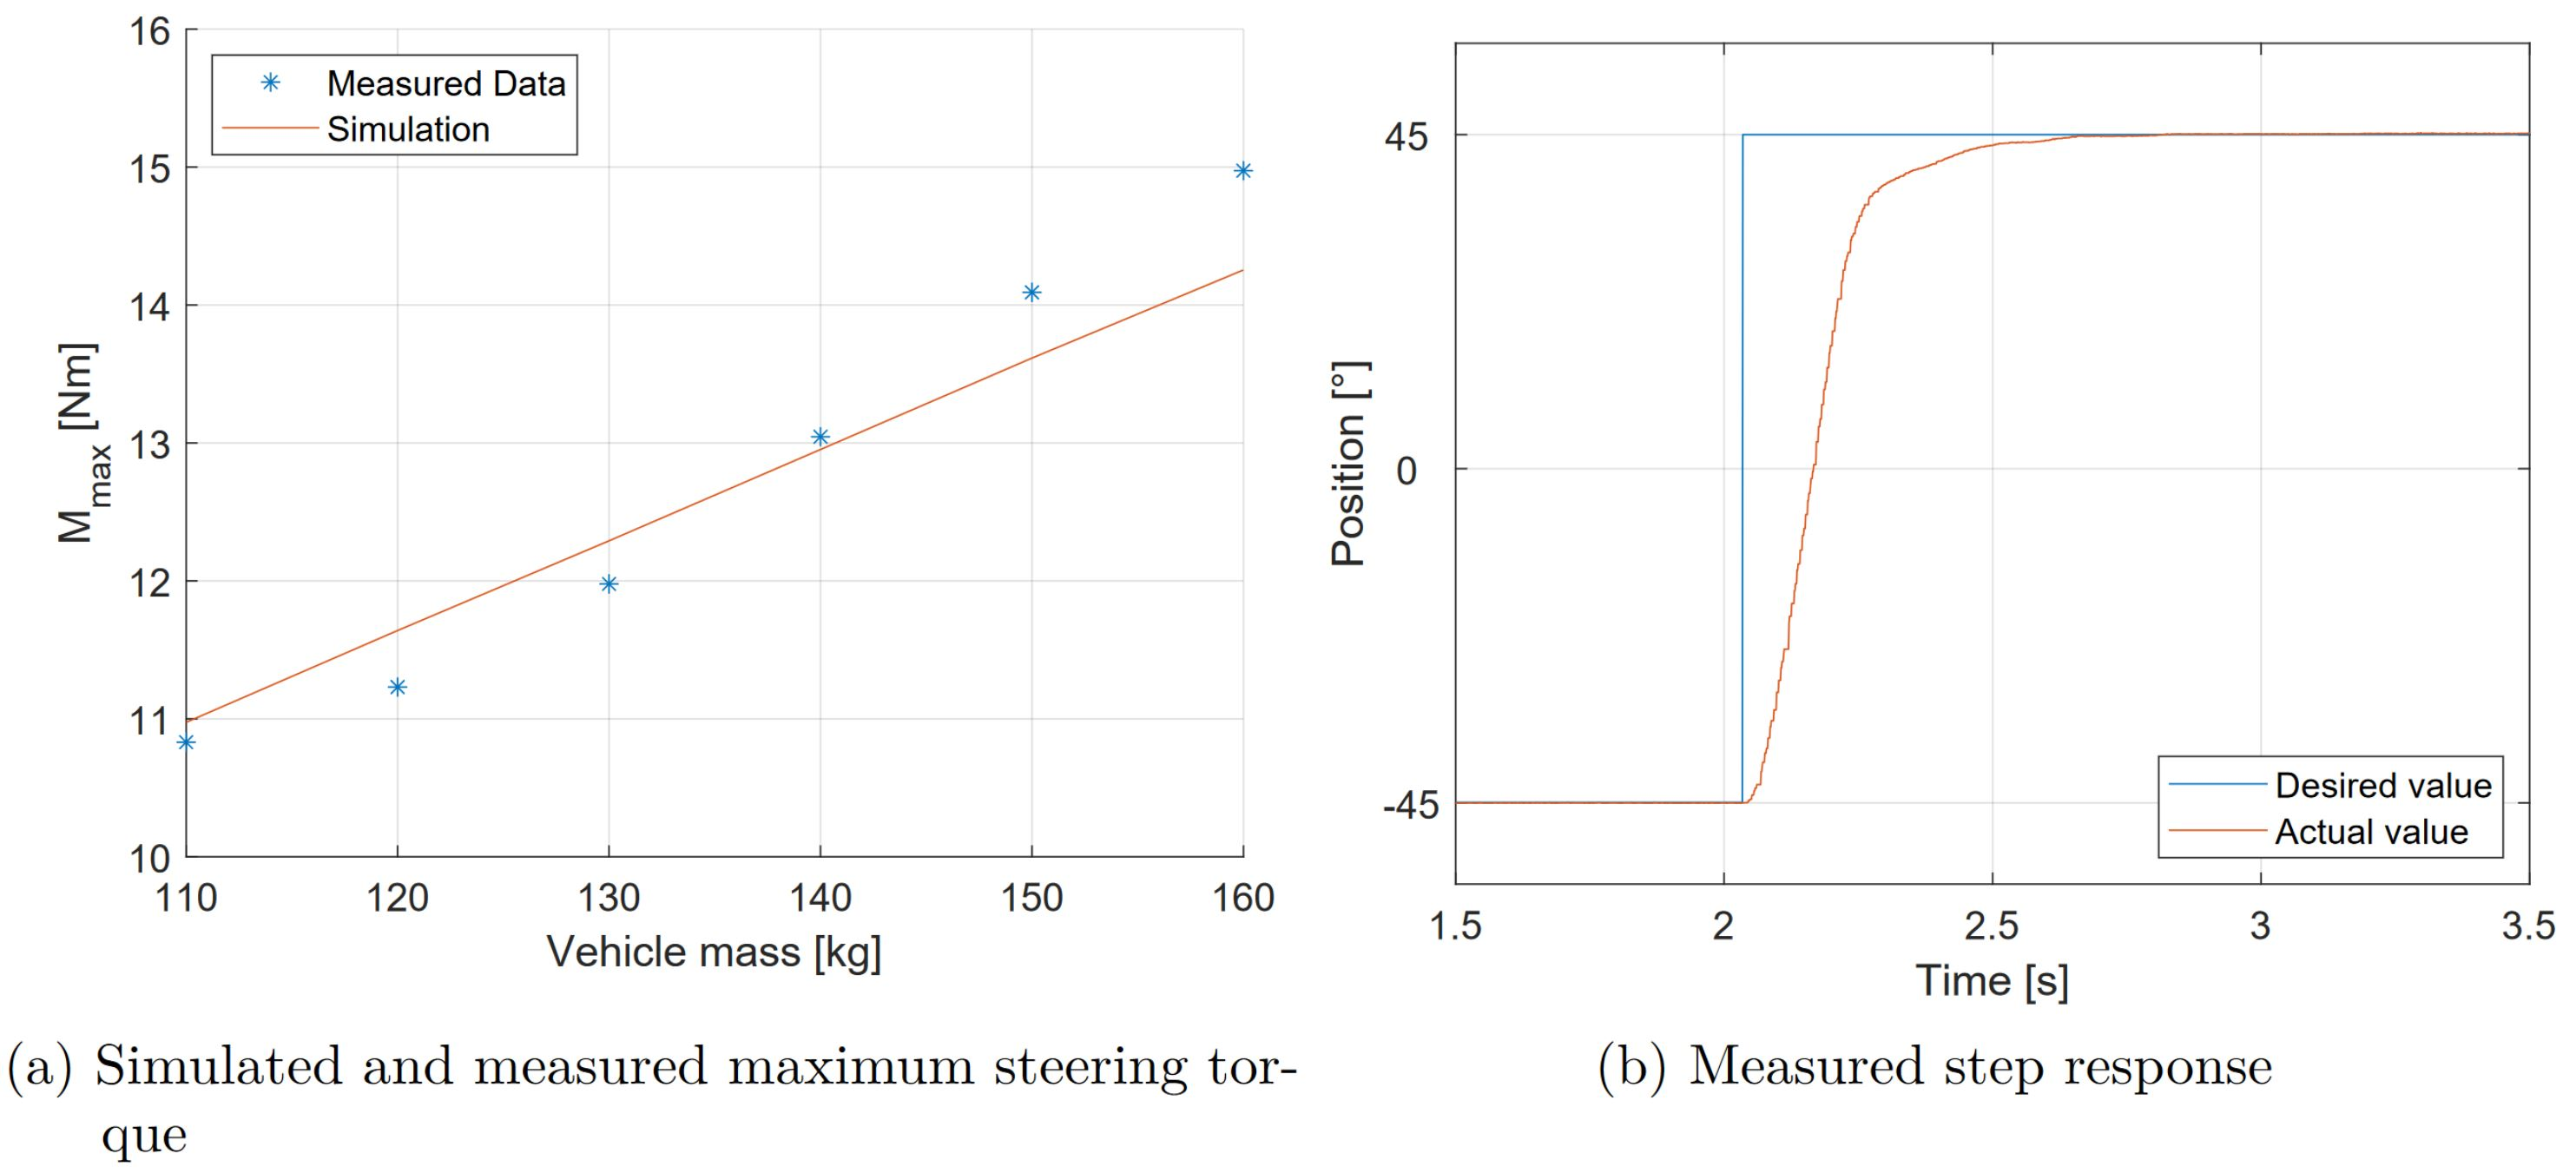 16
15
14
13
12
11
10
M_max [Nm]
Measured Data
Simulation
110 120 130 140 150 160
Vehicle mass [kg]
(a) Simulated and measured maximum steering tor-
que
45
0
-45
Position [°]
Desired value
Actual value
1.5 2 2.5 3 3.5
Time [s]
(b) Measured step response